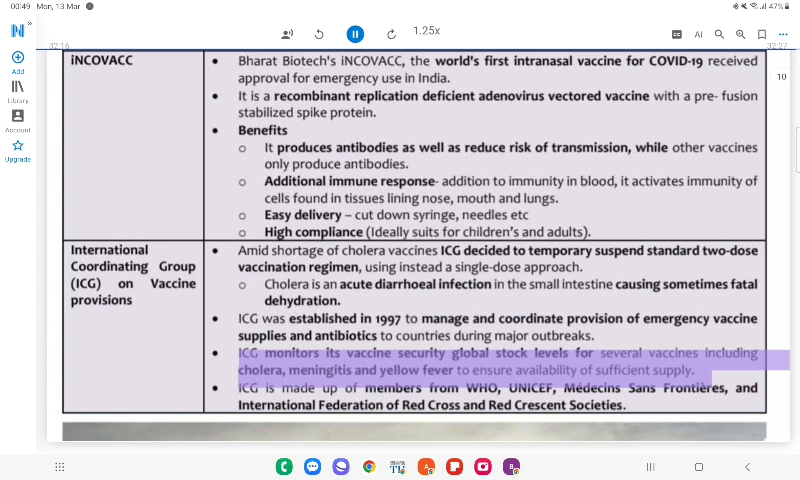 00:49 Mon, 13 Mar
47%
1.25x
AI
32:16
32:27
Add
Library
Account
Upgrade
10
iNCOVACC
• Bharat Biotech's iNCOVACC, the world's first intranasal vaccine for COVID-19 received
approval for emergency use in India.
• It is a recombinant replication deficient adenovirus vectored vaccine with a pre- fusion
stabilized spike protein.
• Benefits
o It produces antibodies as well as reduce risk of transmission, while other vaccines
only produce antibodies.
o Additional immune response- addition to immunity in blood, it activates immunity of
cells found in tissues lining nose, mouth and lungs.
o Easy delivery – cut down syringe, needles etc
o High compliance (Ideally suits for children's and adults).
International
Coordinating Group
(ICG) on Vaccine
provisions
• Amid shortage of cholera vaccines ICG decided to temporary suspend standard two-dose
vaccination regimen, using instead a single-dose approach.
o Cholera is an acute diarrhoeal infection in the small intestine causing sometimes fatal
dehydration.
• ICG was established in 1997 to manage and coordinate provision of emergency vaccine
supplies and antibiotics to countries during major outbreaks.
• ICG monitors its vaccine security global stock levels for several vaccines including
cholera, meningitis and yellow fever to ensure availability of sufficient supply.
• ICG is made up of members from WHO, UNICEF, Médecins Sans Frontières, and
International Federation of Red Cross and Red Crescent Societies.